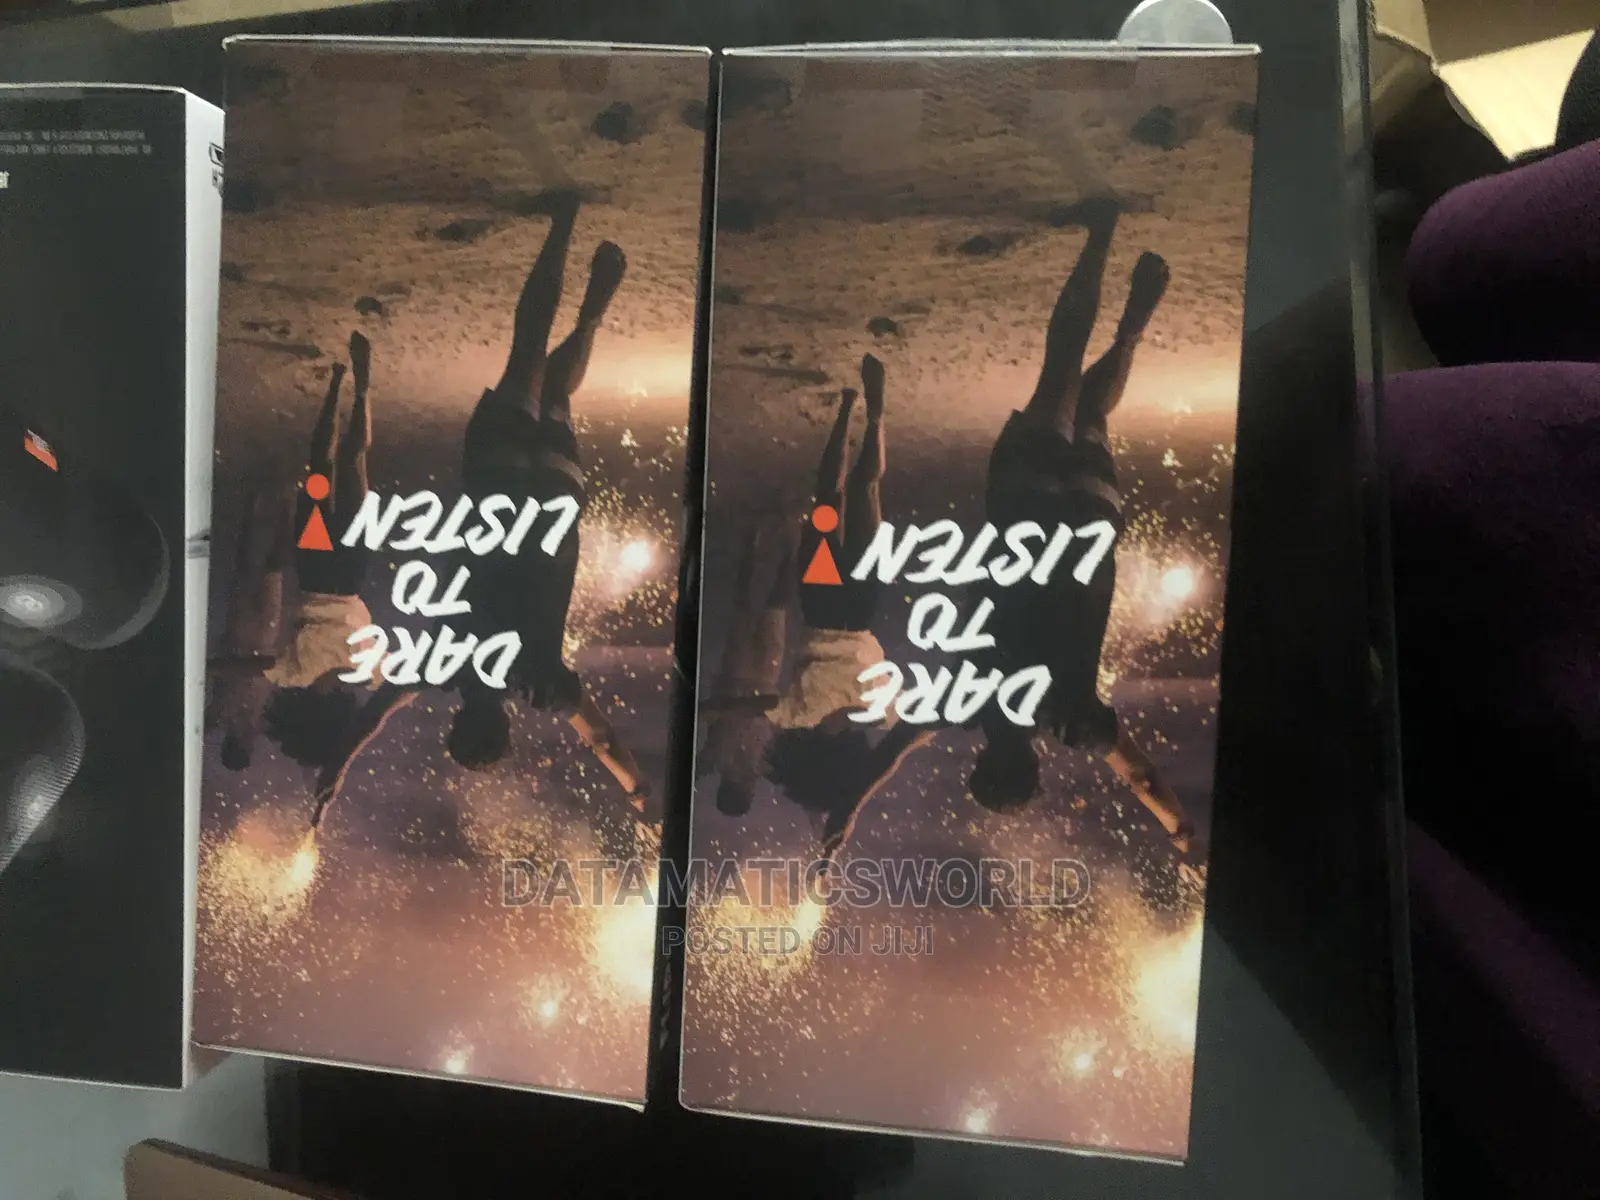 DARE
TO
LISTEN
DARE
TO
LISTEN
DATAMATICSWORLD
POSTED ON JIJI